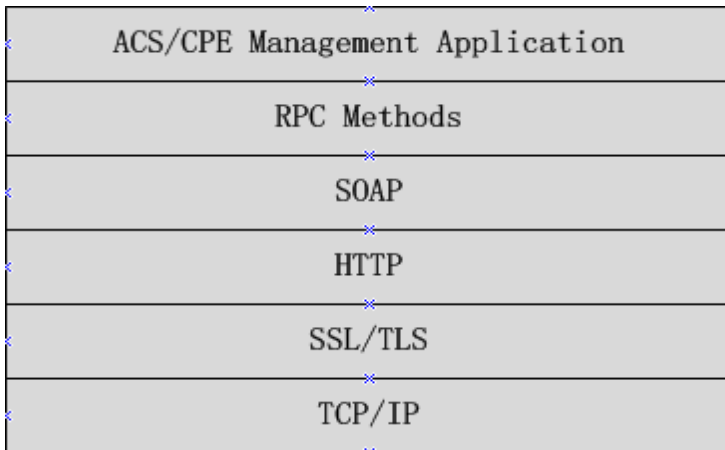 ACS/CPE Management Application
RPC Methods
SOAP
HTTP
SSL/TLS
TCP/IP